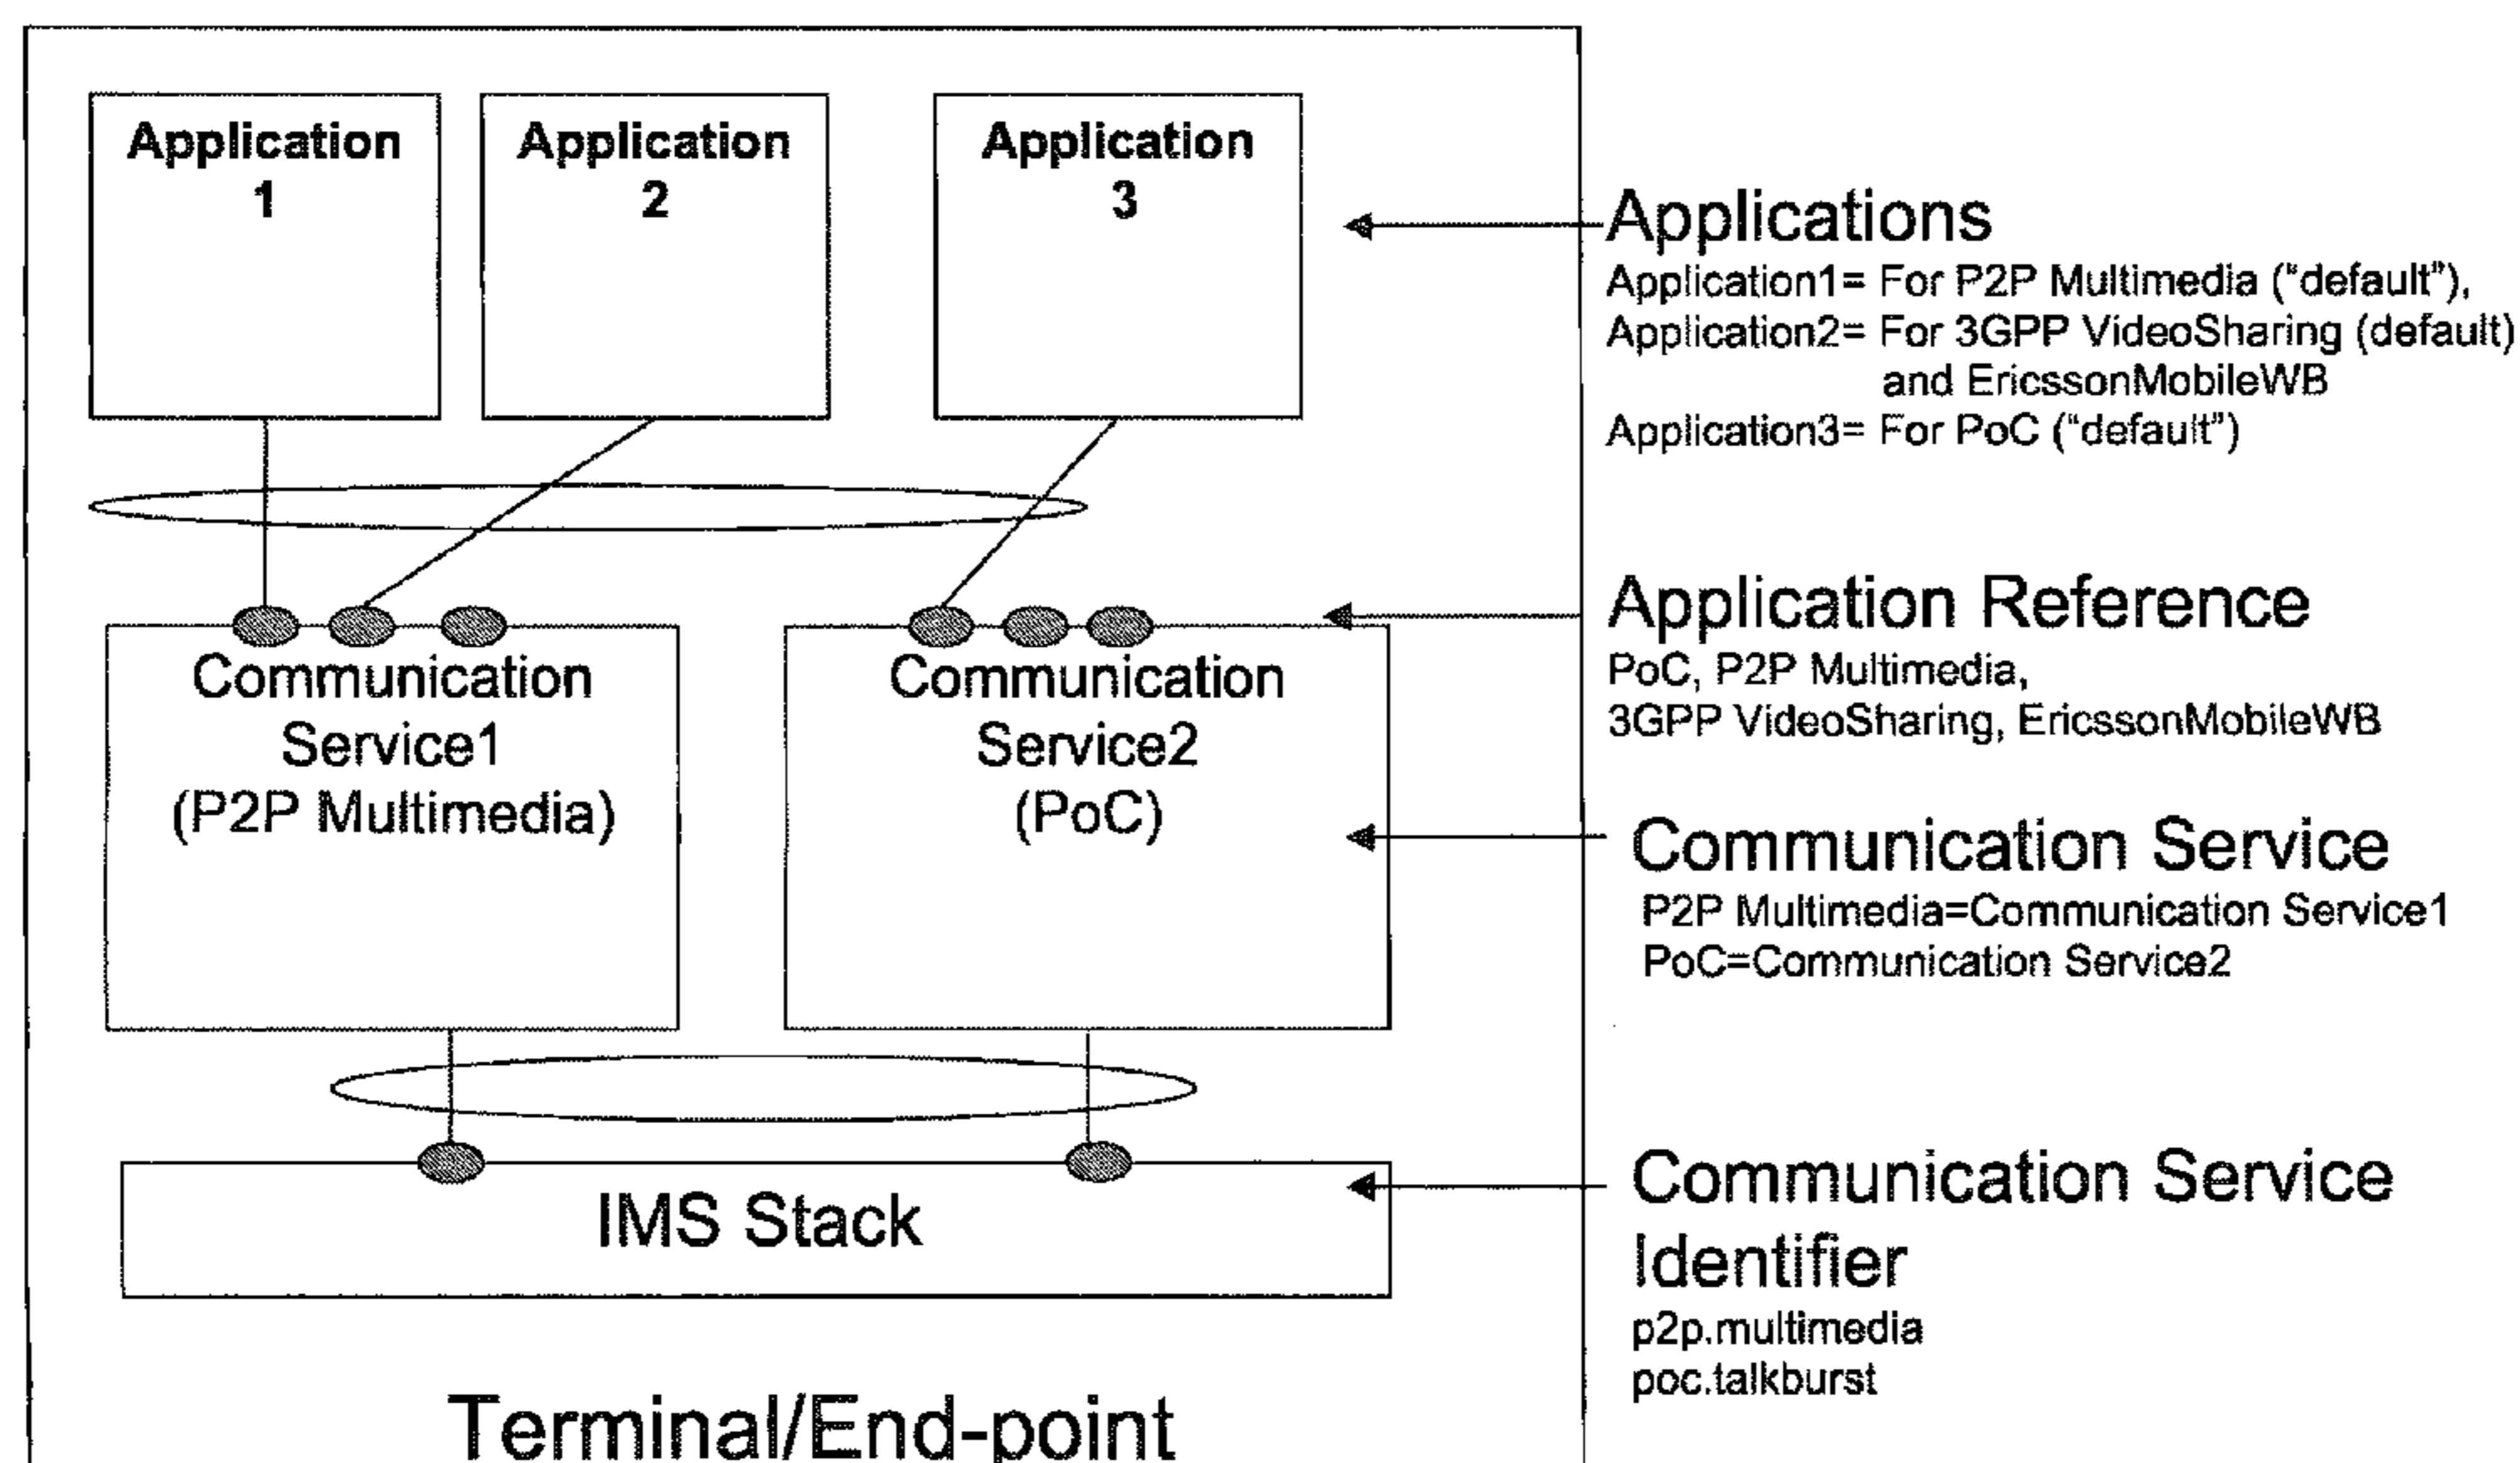 Application
1
Application
2
Application
3
Applications
Application1= For P2P Multimedia ("default"),
Application2= For 3GPP VideoSharing (default)
and EricssonMobileWB
Application3= For PoC ("default")
Application Reference
PoC, P2P Multimedia,
3GPP VideoSharing, EricssonMobileWB
Communication
Service1
(P2P Multimedia)
Communication
Service2
(PoC)
Communication Service
P2P Multimedia=Communication Service1
PoC=Communication Service2
IMS Stack
Communication Service
Identifier
p2p.multimedia
poc.talkburst
Terminal/End-point